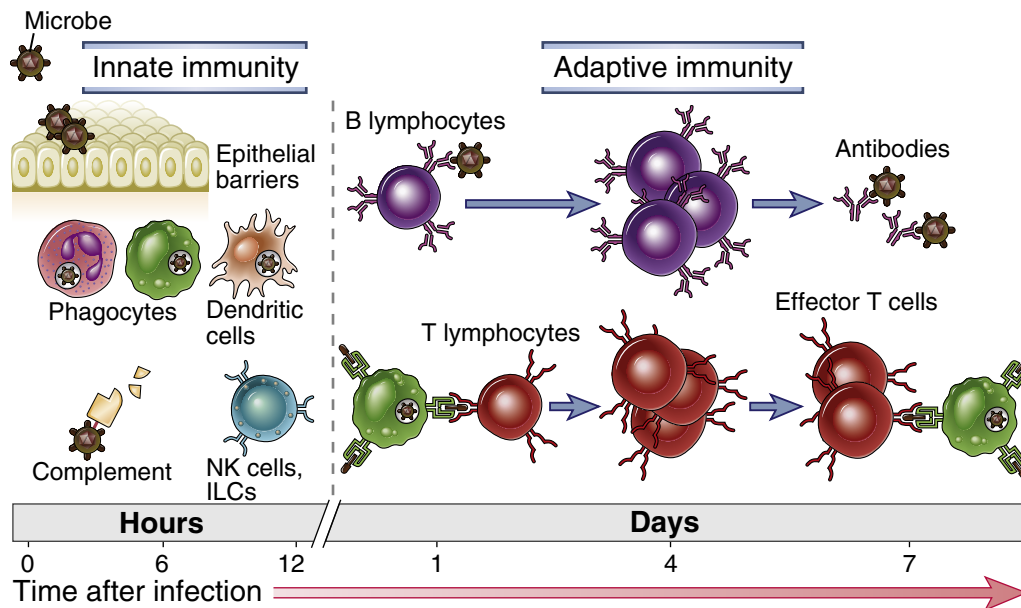 Microbe
Innate immunity
Adaptive immunity
Epithelial
barriers
B lymphocytes
Antibodies
Phagocytes
Dendritic
cells
T lymphocytes
Effector T cells
Complement
NK cells,
ILCs
Hours
Days
0
6
12
1
4
7
Time after infection